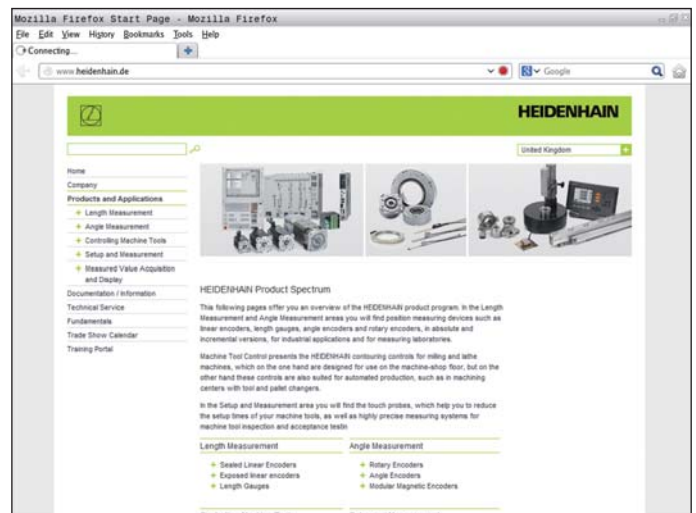 Mozilla Firefox Start Page - Mozilla Firefox
File Edit View History Bookmarks Tools Help
Connecting...
www.heidenhain.de
Google
HEIDENHAIN
United Kingdom
Home
Company
Products and Applications
Length Measurement
Angle Measurement
Controlling Machine Tools
Setup and Measurement
Measured Value Acquisition
and Display
Documentation / Information
Technical Service
Fundamentals
Trade Show Calendar
Training Portal
HEIDENHAIN Product Spectrum
This following pages offer you an overview of the HEIDENHAIN product program. In the Length
Measurement and Angle Measurement areas you will find position measuring devices such as
linear encoders, length gauges, angle encoders and rotary encoders, in absolute and
incremental versions, for industrial applications and for measuring laboratories.
Machine Tool Control presents the HEIDENHAIN contouring controls for milling and lathe
machines, which on the one hand are designed for use on the machine-shop floor, but on the
other hand these controls are also suited for automated production, such as in machining
centers with tool and pallet changers.
In the Setup and Measurement area you will find the touch probes, which help you to reduce
the setup times of your machine tools, as well as highly precise measuring systems for
machine tool inspection and acceptance testin
Length Measurement
Sealed Linear Encoders
Exposed linear encoders
Length Gauges
Angle Measurement
Rotary Encoders
Angle Encoders
Modular Magnetic Encoders